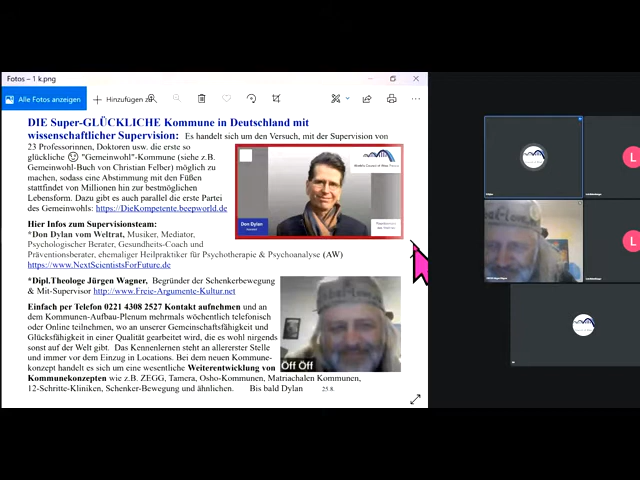 Fotos – 1 k.png
Alle Fotos anzeigen
Hinzufügen zu
DIE Super-GLÜCKLICHE Kommune in Deutschland mit
wissenschaftlicher Supervision: Es handelt sich um den Versuch, mit der Supervision von
23 Professorinnen, Doktoren usw. die erste so
glückliche "Gemeinwohl"-Kommune (siehe z.B.
Gemeinwohl-Buch von Christian Felber) möglich zu
machen, sodass eine Abstimmung mit den Füßen
stattfindet von Millionen hin zur bestmöglichen
Lebensform. Dazu gibt es auch parallel die erste Partei
des Gemeinwohls: https://DieKompetente.beepworld.de
Don Dylan
Hier Infos zum Supervisionsteam:
*Don Dylan vom Weltrat, Musiker, Mediator,
Psychologischer Berater, Gesundheits-Coach und
Präventionsberater, ehemaliger Heilpraktiker für Psychotherapie & Psychoanalyse (AW)
https://www.NextScientistsForFuture.de
*Dipl.Theologe Jürgen Wagner, Begründer der Schenkerbewegung
& Mit-Supervisor http://www.Freie-Argumente-Kultur.net
Einfach per Telefon 0221 4308 2527 Kontakt aufnehmen und an
dem Kommunen-Aufbau-Plenum mehrmals wöchentlich telefonisch
oder Online teilnehmen, wo an unserer Gemeinschaftsfähigkeit und
Glücksfähigkeit in einer Qualität gearbeitet wird, die es wohl nirgends
sonst auf der Welt gibt. Das Kennenlernen steht an allererster Stelle
und immer vor dem Einzug in Locations. Bei dem neuen Kommune-
konzept handelt es sich um eine wesentliche Weiterentwicklung von
Kommunekonzepten wie z.B. ZEGG, Tamera, Osho-Kommunen, Matriachalen Kommunen,
12-Schritte-Kliniken, Schenker-Bewegung und ähnlichen. Bis bald Dylan
Off Off
L
L